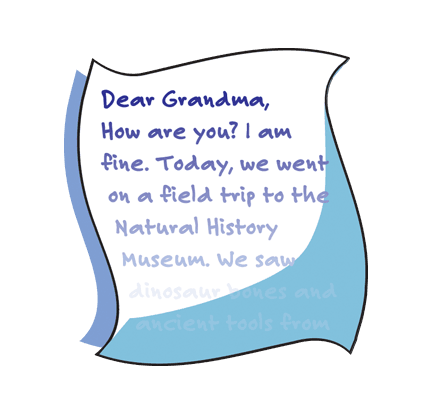 Dear Grandma,
How are you? I am
fine. Today, we went
on a field trip to the
Natural History
Museum. We saw
dinosaur bones and
ancient tools from